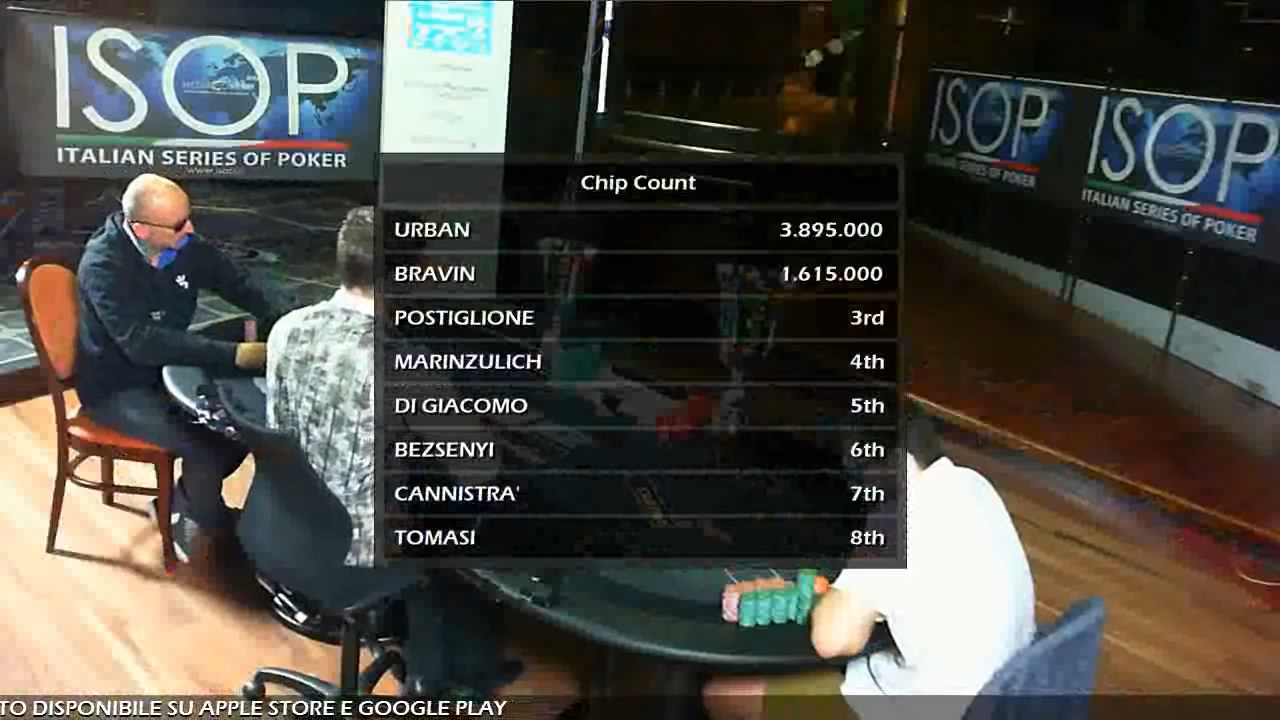 ISOP
ITALIAN SERIES OF POKER
ISOP
ITALIAN SERIES OF POKER
ISOP
ITALIAN SERIES OF POKER
Chip Count
URBAN 3.895.000
BRAVIN 1.615.000
POSTIGLIONE 3rd
MARINZULICH 4th
DI GIACOMO 5th
BEZSENYI 6th
CANNISTRA' 7th
TOMASI 8th
TO DISPONIBILE SU APPLE STORE E GOOGLE PLAY